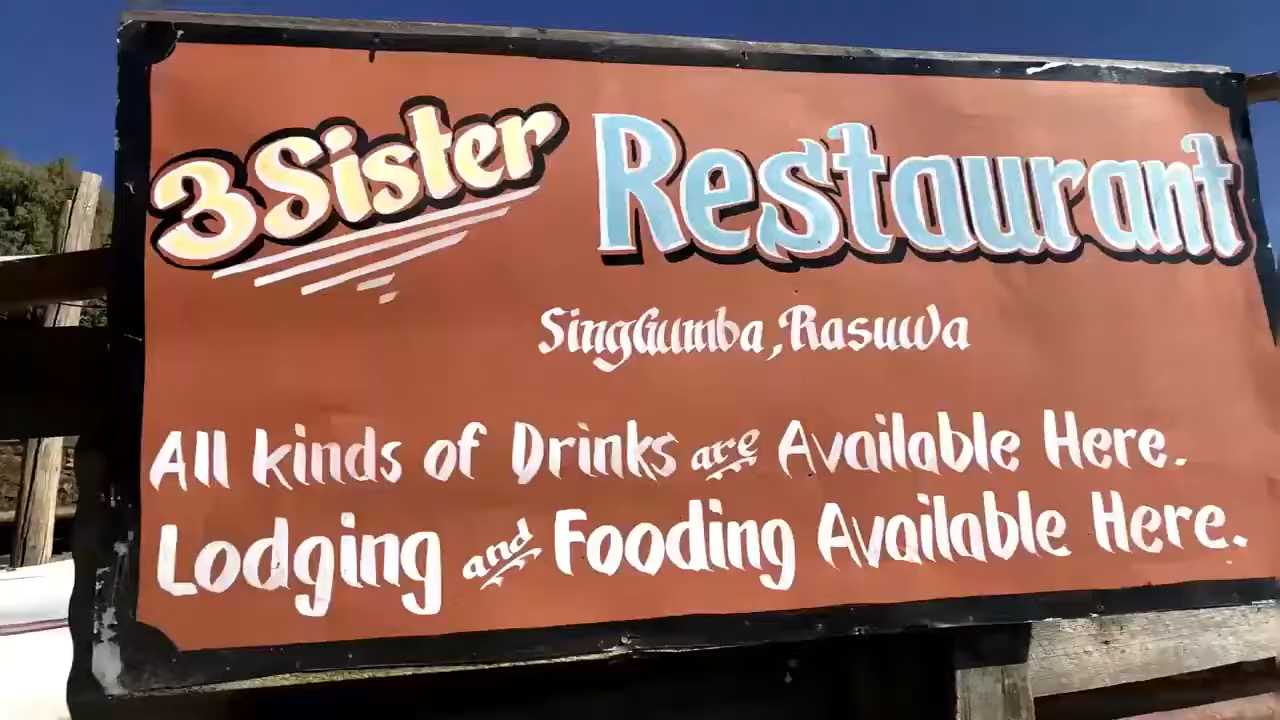 3 Sister Restaurant
SingGumba, Rasuwa
All kinds of Drinks are Available Here.
Lodging and Fooding Available Here.